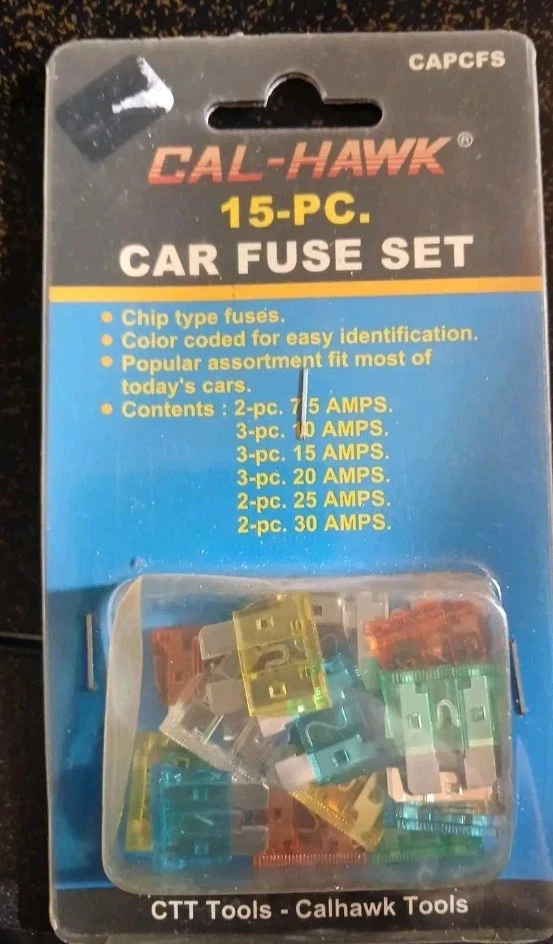 CAPCFS
CAL-HAWK®
15-PC.
CAR FUSE SET
• Chip type fuses.
• Color coded for easy identification.
• Popular assortment fit most of
today's cars.
• Contents : 2-pc. 7.5 AMPS.
3-pc. 10 AMPS.
3-pc. 15 AMPS.
3-pc. 20 AMPS.
2-pc. 25 AMPS.
2-pc. 30 AMPS.
CTT Tools - Calhawk Tools